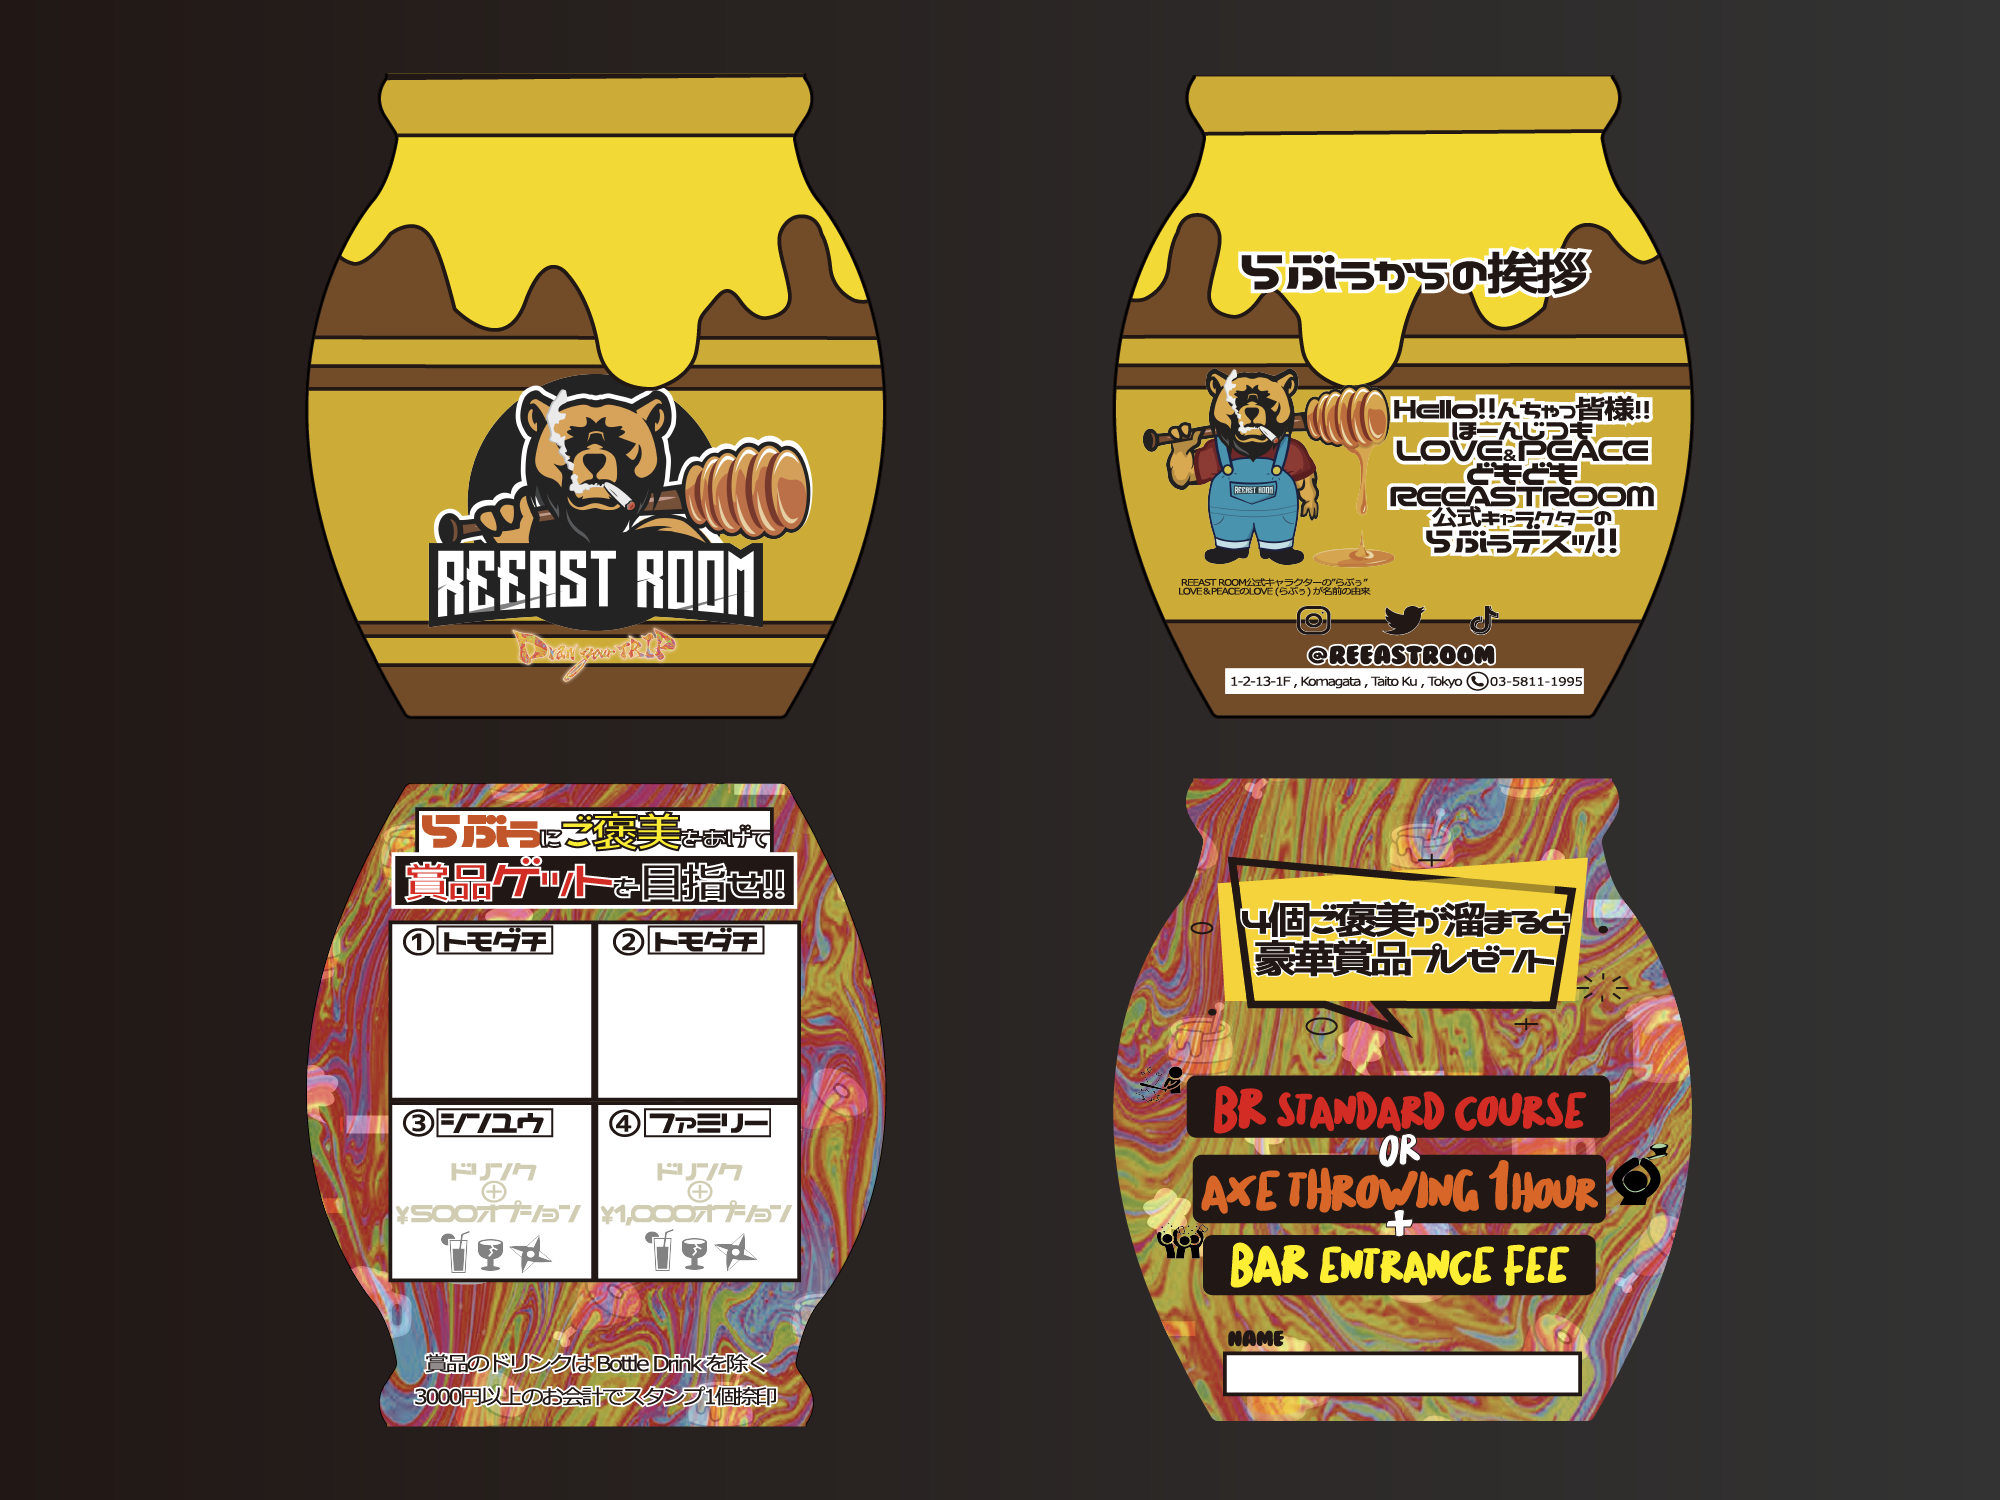 REEAST ROOM
Draw your TRIP
らぶぅからの挨拶
Hello!!んちゃっ皆様!!
ほーんじつも
LOVE&PEACE
どもども
REEASTROOM
公式キャラクターの
らぶぅデスッ!!
REEAST ROOM
REEAST ROOM公式キャラクターの"らぶぅ"
LOVE&PEACEのLOVE (らぶぅ) が名前の由来
@REEASTROOM
1-2-13-1F , Komagata , Taito Ku , Tokyo 03-5811-1995
らぶぅにご褒美をあげて
賞品ゲットを目指せ!!
①トモダチ
②トモダチ
③シンユウ
ドリンク
+
¥500オプション
④ファミリー
ドリンク
+
¥1,000オプション
賞品のドリンクはBottle Drinkを除く
3000円以上のお会計でスタンプ1個捺印
4個ご褒美が溜まると
豪華賞品プレゼント
BR STANDARD COURSE
OR
AXE THROWING 1HOUR
+
BAR ENTRANCE FEE
NAME